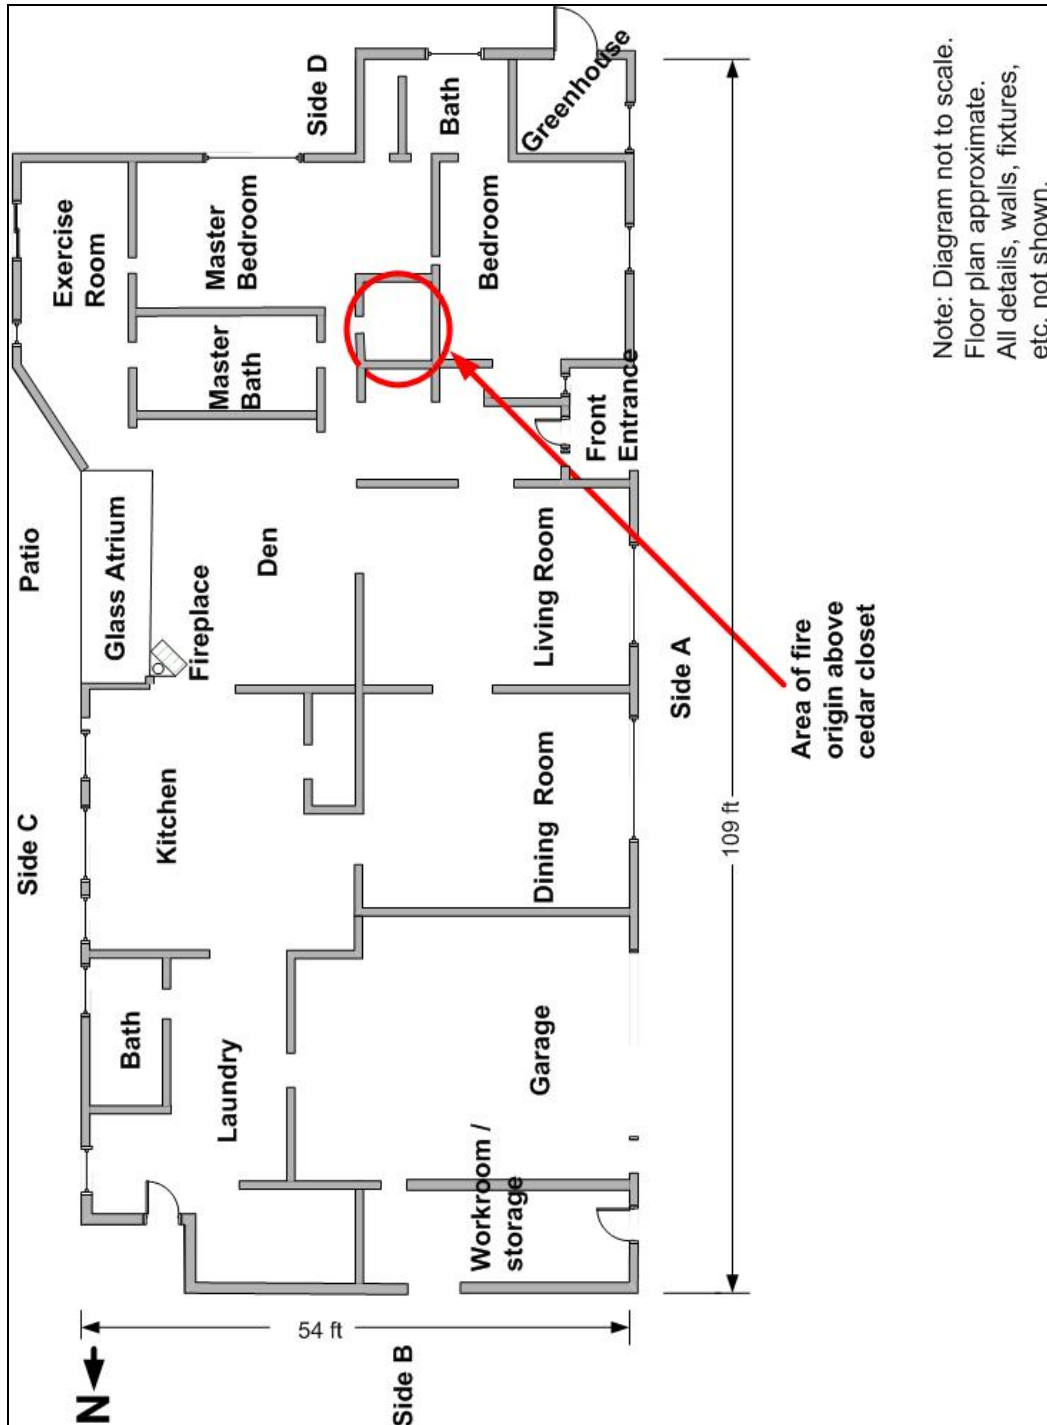 Side D
Bath
Greenhouse
Exercise
Room
Master
Bedroom
Bedroom
Master
Bath
Front
Entrance
Patio
Glass Atrium
Den
Fireplace
Living Room
Side A
Area of fire
origin above
cedar closet
109 ft
Side C
Kitchen
Dining Room
Bath
Laundry
Garage
Workroom /
storage
54 ft
Side B
N
Note: Diagram not to scale.
Floor plan approximate.
All details, walls, fixtures,
etc. not shown.